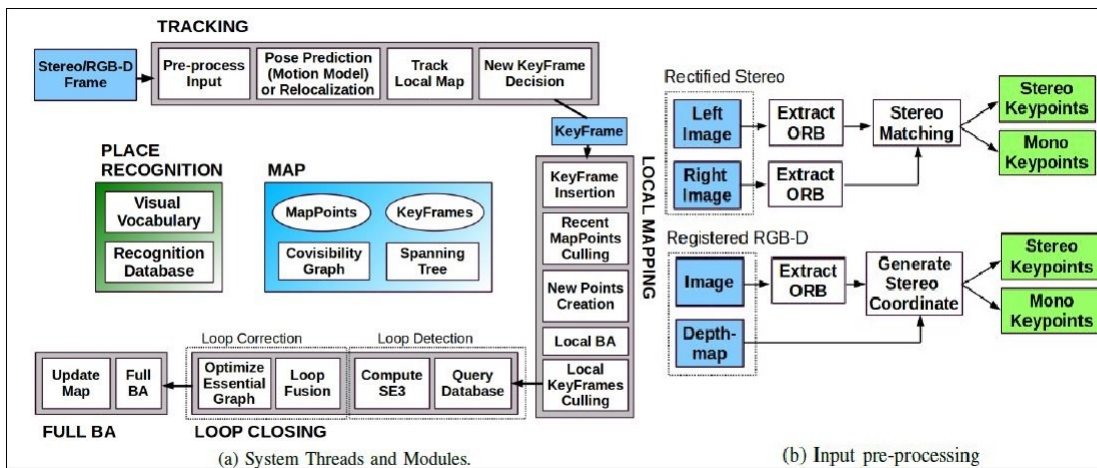 TRACKING
Stereo/RGB-D
Frame
Pre-process
Input
Pose Prediction
(Motion Model)
or Relocalization
Track
Local Map
New KeyFrame
Decision
KeyFrame
PLACE
RECOGNITION
Visual
Vocabulary
Recognition
Database
MAP
MapPoints
KeyFrames
Covisibility
Graph
Spanning
Tree
LOCAL MAPPING
KeyFrame
Insertion
Recent
MapPoints
Culling
New Points
Creation
Local BA
Local
KeyFrames
Culling
Loop Correction
Loop Detection
Update
Map
Full
BA
Optimize
Essential
Graph
Loop
Fusion
Compute
SE3
Query
Database
FULL BA
LOOP CLOSING
(a) System Threads and Modules.
Rectified Stereo
Left
Image
Extract
ORB
Stereo
Matching
Stereo
Keypoints
Mono
Keypoints
Right
Image
Extract
ORB
Registered RGB-D
Image
Extract
ORB
Generate
Stereo
Coordinate
Stereo
Keypoints
Mono
Keypoints
Depth-
map
(b) Input pre-processing